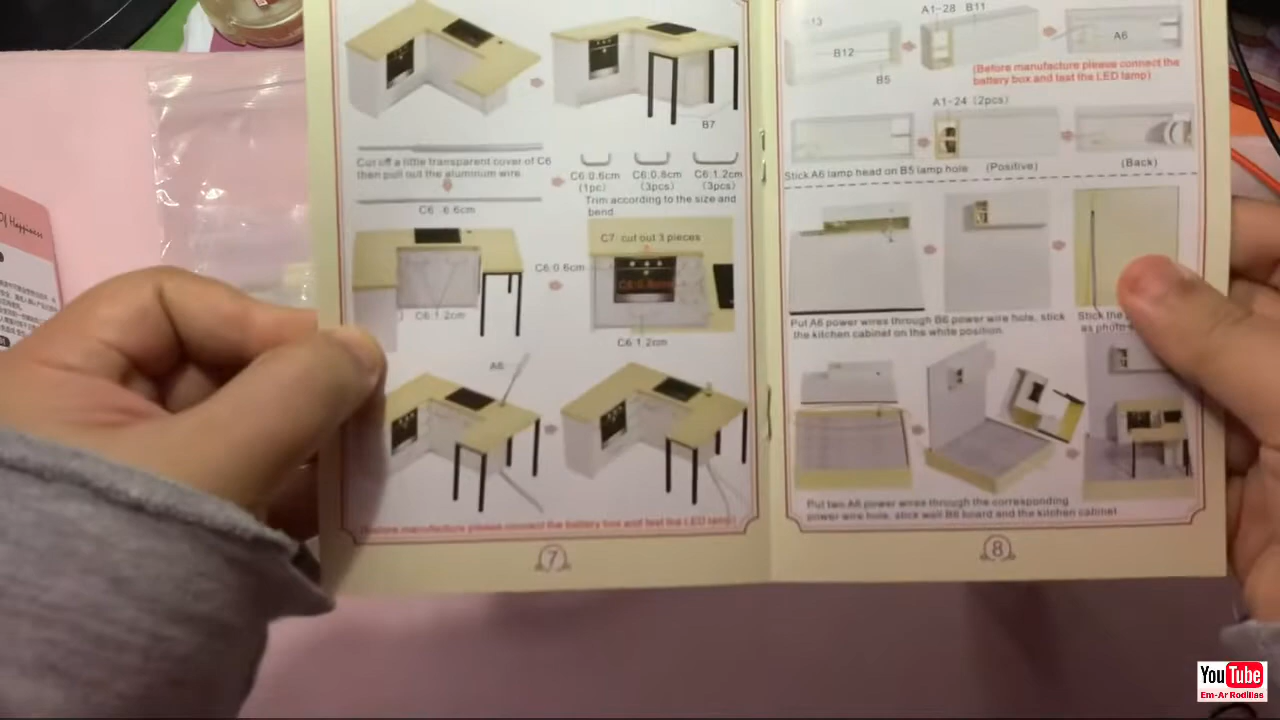 Of Happiness
B7
Cut off a little transparent cover of C6
then pull out the aluminium wire
C6:0.6cm
(1pc)
C6:0.8cm
(3pcs)
C6:1.2cm
(3pcs)
Trim according to the size and
bend
C6
C7 cut out 3 pieces
C6:0.6cm
C6:1.2cm
C6:1.2cm
A6
(Before manufacture please connect the battery box and test the LED lamp)
7
B12
B5
A1-28
B11
A6
(Before manufacture please connect the
battery box and test the LED lamp)
A1-24 (2pcs)
Stick A6 lamp head on B5 lamp hole
(Positive)
(Back)
Put A6 power wires through B6 power wire hole, stick
the kitchen cabinet on the white position.
Stick the
as photo
Put two A6 power wires through the corresponding
power wire hole, stick wall B6 board and the kitchen cabinet
8
YouTube
Em-Ar Rodillas